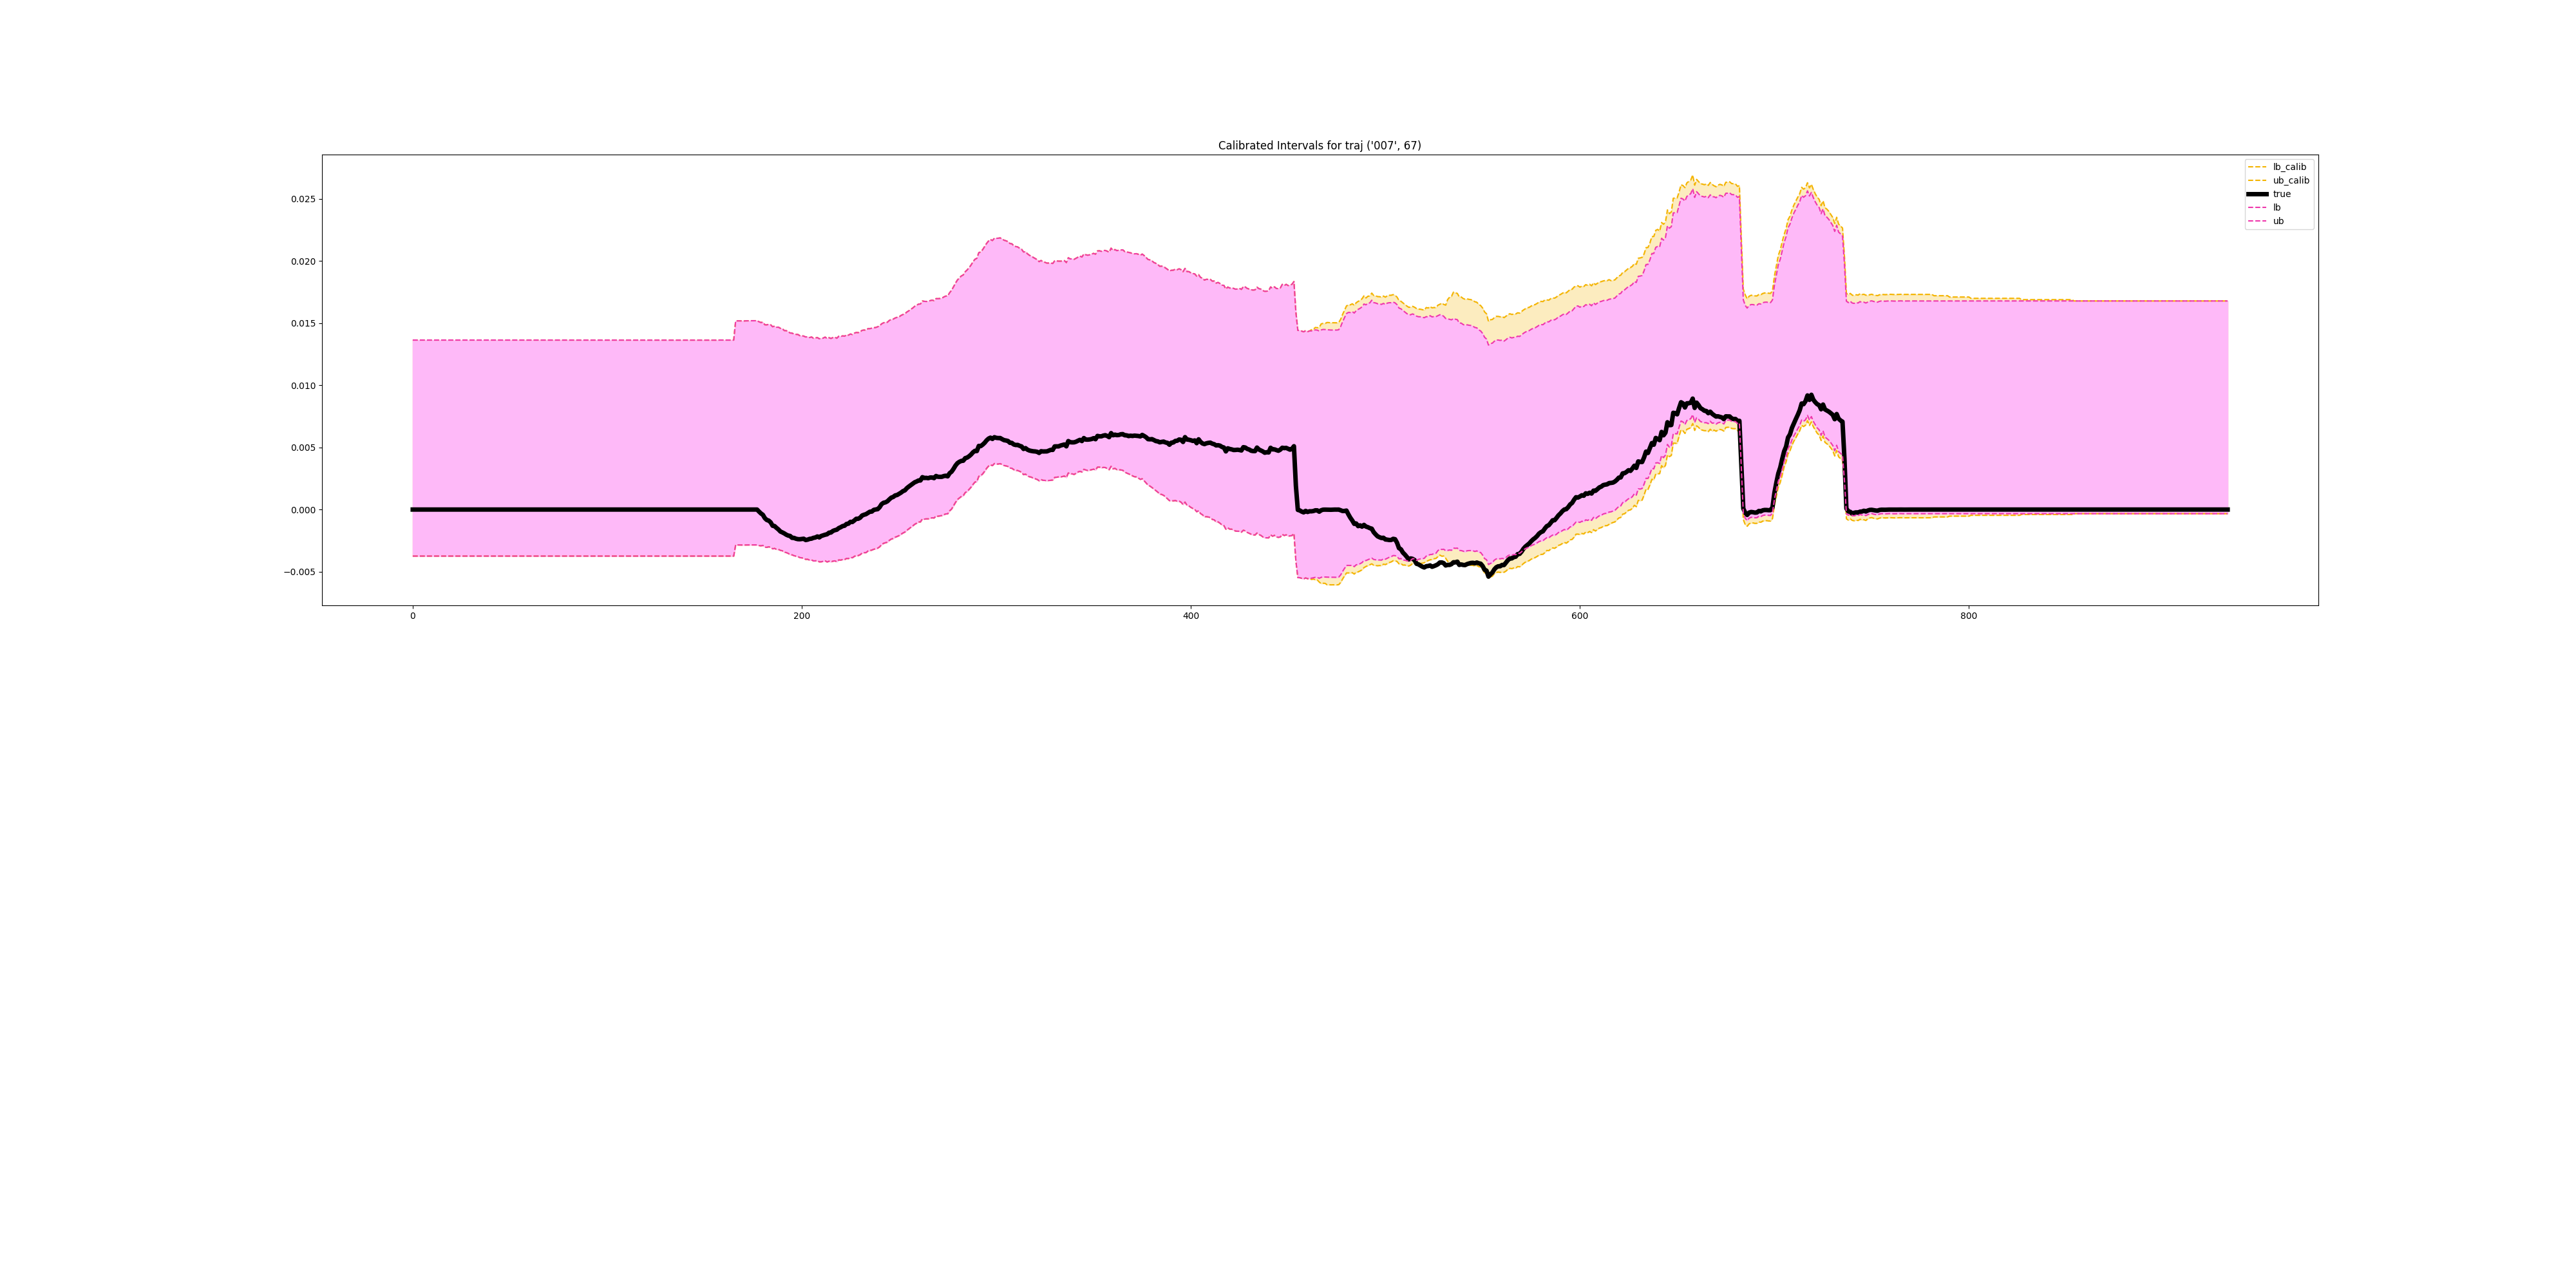 Calibrated Intervals for traj ('007', 67)
lb_calib
ub_calib
true
lb
ub
0.025
0.020
0.015
0.010
0.005
0.000
−0.005
0 200 400 600 800